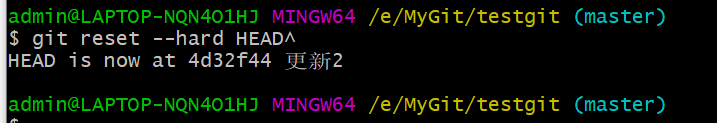 admin@LAPTOP-NQN4O1HJ MINGW64 /e/MyGit/testgit (master)
$ git reset --hard HEAD^
HEAD is now at 4d32f44 更新2
admin@LAPTOP-NQN4O1HJ MINGW64 /e/MyGit/testgit (master)